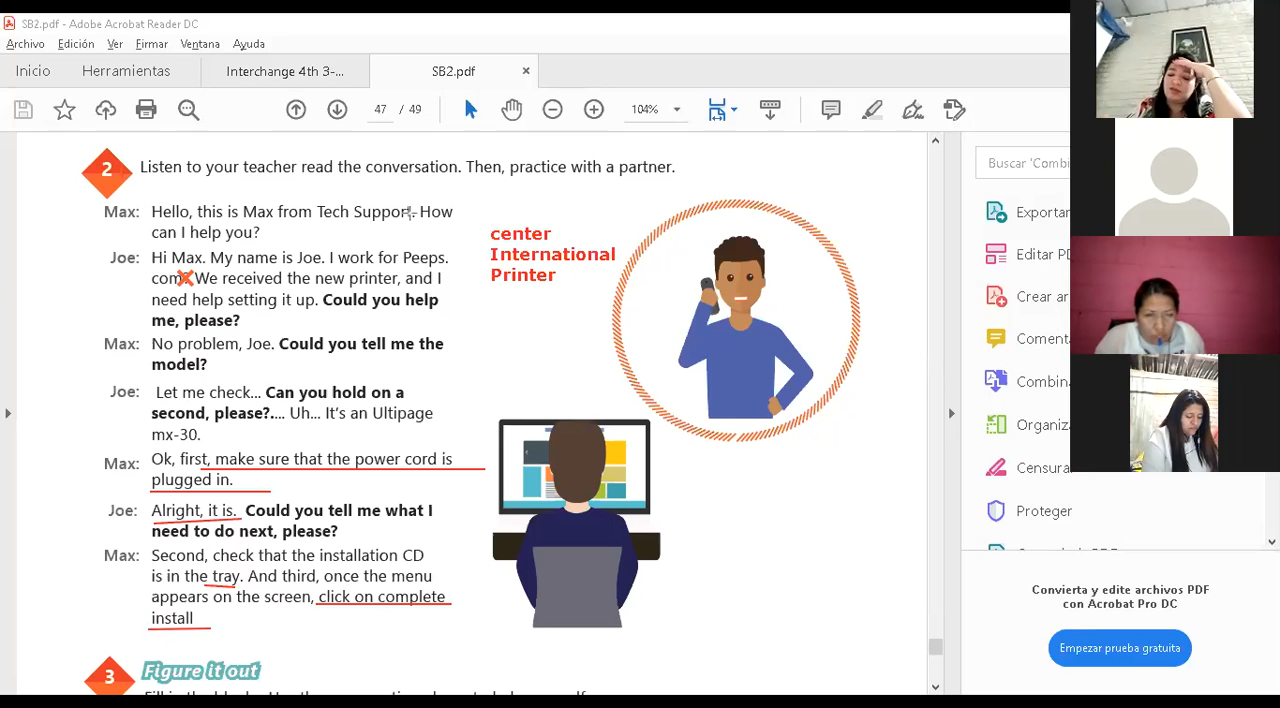 SB2.pdf - Adobe Acrobat Reader DC
Archivo Edición Ver Firmar Ventana Ayuda
Inicio Herramientas Interchange 4th 3-... SB2.pdf ×
47 / 49 104%
2 Listen to your teacher read the conversation. Then, practice with a partner.
Max: Hello, this is Max from Tech Support. How
can I help you?
Joe: Hi Max. My name is Joe. I work for Peeps.
com. We received the new printer, and I
need help setting it up. Could you help
me, please?
Max: No problem, Joe. Could you tell me the
model?
Joe: Let me check... Can you hold on a
second, please?.... Uh... It's an Ultipage
mx-30.
Max: Ok, first, make sure that the power cord is
plugged in.
Joe: Alright, it is. Could you tell me what I
need to do next, please?
Max: Second, check that the installation CD
is in the tray. And third, once the menu
appears on the screen, click on complete
install
center
International
Printer
3 Figure it out
Buscar 'Combi
Exportar
Editar PD
Crear ar
Comenta
Combin
Organiz
Censura
Proteger
Convierta y edite archivos PDF
con Acrobat Pro DC
Empezar prueba gratuita